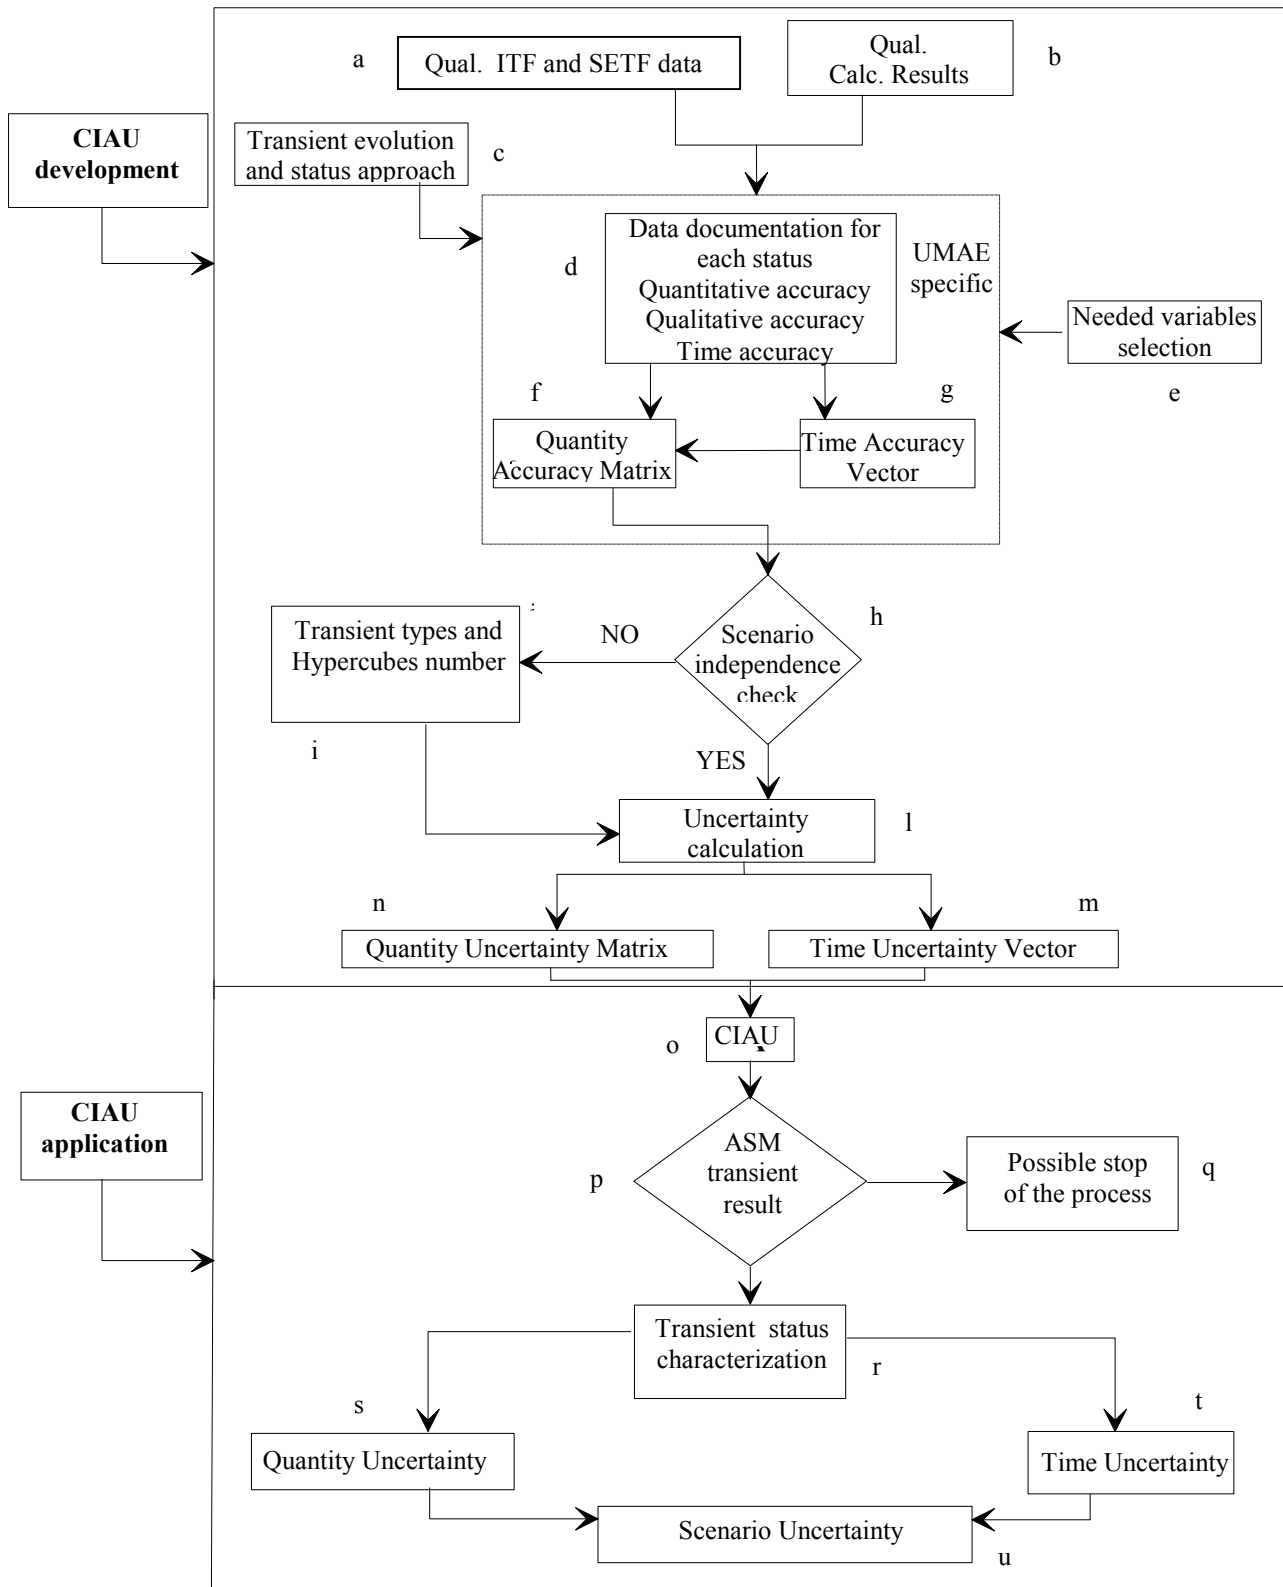 a
Qual. ITF and SETF data
Qual.
Calc. Results
b
CIAU
development
Transient evolution
and status approach
c
d
Data documentation for
each status
Quantitative accuracy
Qualitative accuracy
Time accuracy
UMAE
specific
Needed variables
selection
e
f
g
Quantity
Accuracy Matrix
Time Accuracy
Vector
h
Scenario
independence
check
NO
Transient types and
Hypercubes number
i
YES
Uncertainty
calculation
l
n
m
Quantity Uncertainty Matrix
Time Uncertainty Vector
o
CIAU
CIAU
application
p
ASM
transient
result
Possible stop
of the process
q
Transient status
characterization
r
s
t
Quantity Uncertainty
Time Uncertainty
Scenario Uncertainty
u